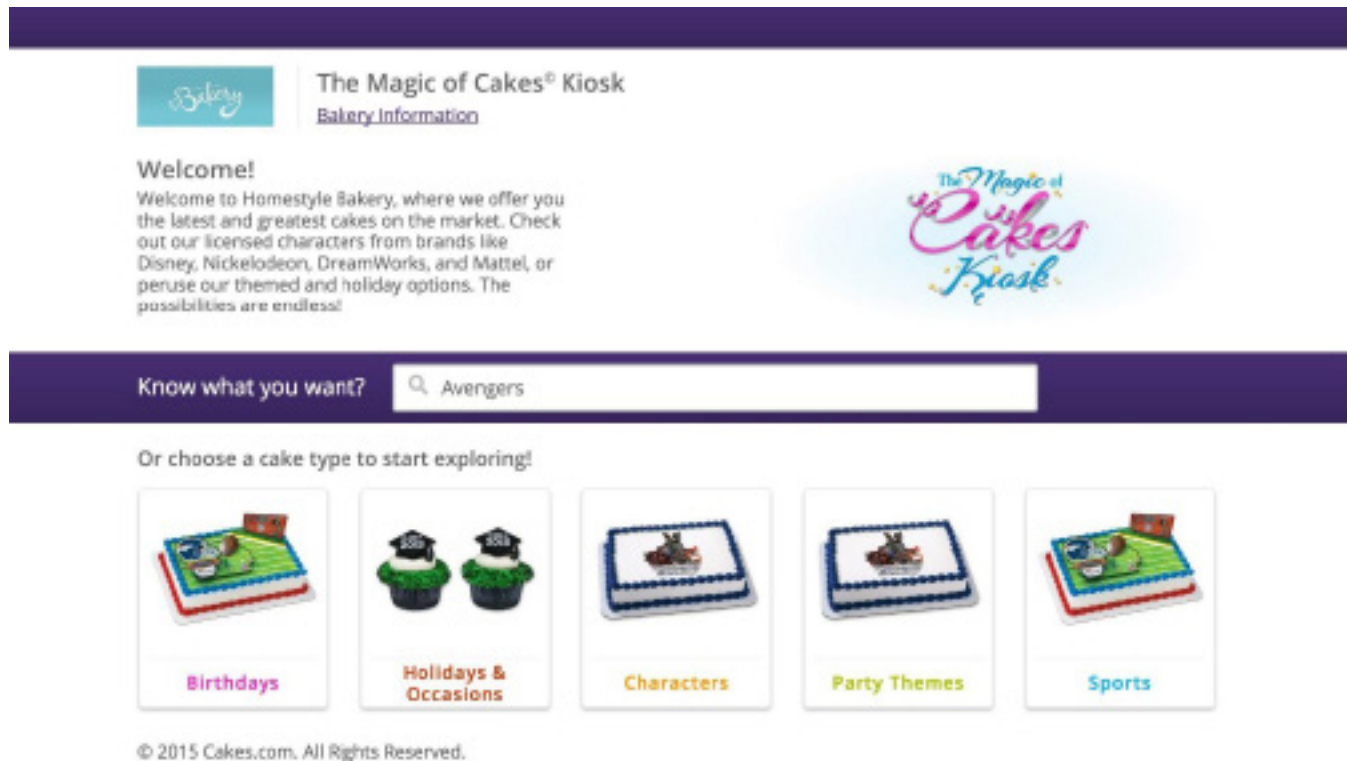 Bakery
The Magic of Cakes© Kiosk
Bakery Information
Welcome!
Welcome to Homestyle Bakery, where we offer you
the latest and greatest cakes on the market. Check
out our licensed characters from brands like
Disney, Nickelodeon, DreamWorks, and Mattel, or
peruse our themed and holiday options. The
possibilities are endless!
The Magic of
Cakes
Kiosk
Know what you want?
Avengers
Or choose a cake type to start exploring!
Birthdays
Holidays &
Occasions
Characters
Party Themes
Sports
© 2015 Cakes.com. All Rights Reserved.